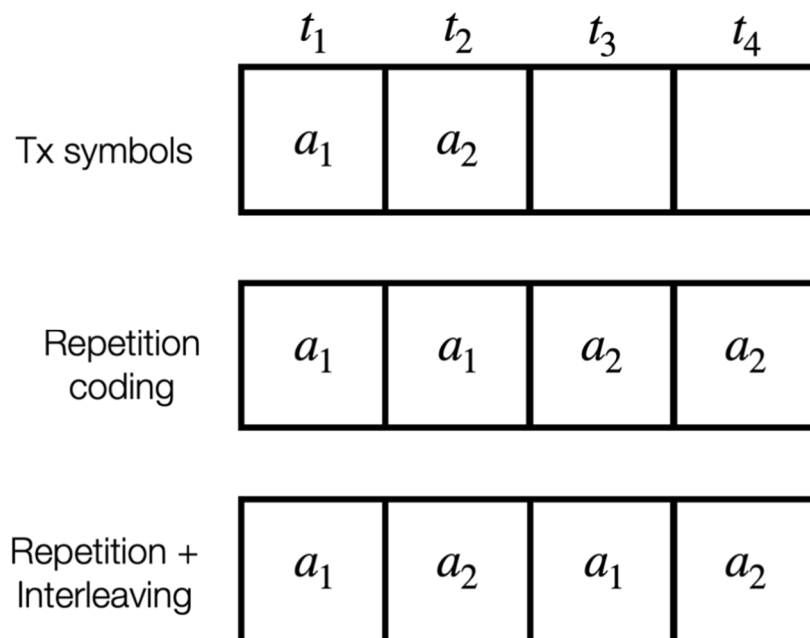 t₁ t₂ t₃ t₄
Tx symbols a₁ a₂
Repetition
coding
a₁ a₁ a₂ a₂
Repetition +
Interleaving
a₁ a₂ a₁ a₂